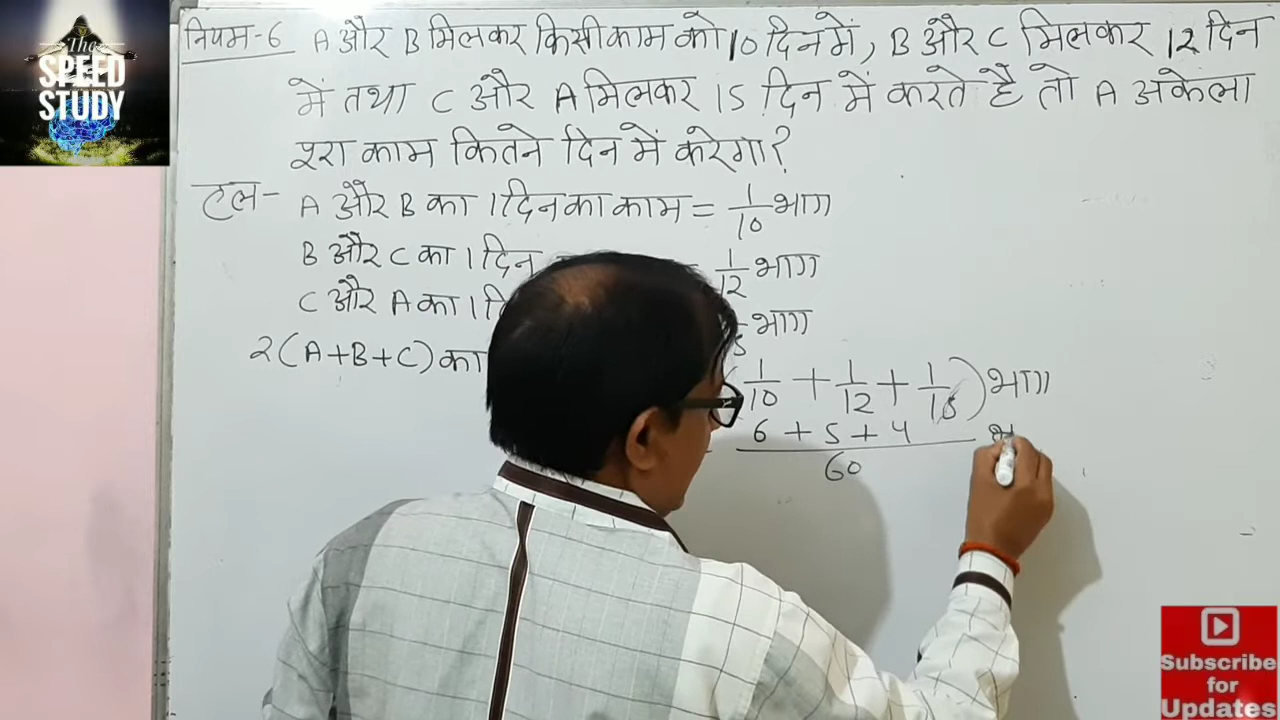 The
SPEED
STUDY
नियम-6 A और B मिलकर किसी काम को 10 दिन में, B और C मिलकर 12 दिन
में तथा C और A मिलकर 15 दिन में करते है तो A अकेला
पूरा काम कितने दिन में करेगा?
हल- A और B का 1 दिन का काम = 1/10 भाग
B और C का 1 दिन = 1/12 भाग
C और A का 1 भाग
2(A+B+C) का
1/10 + 1/12 + 1/15) भाग
6 + 5 + 4
60
Subscribe
for
Updates